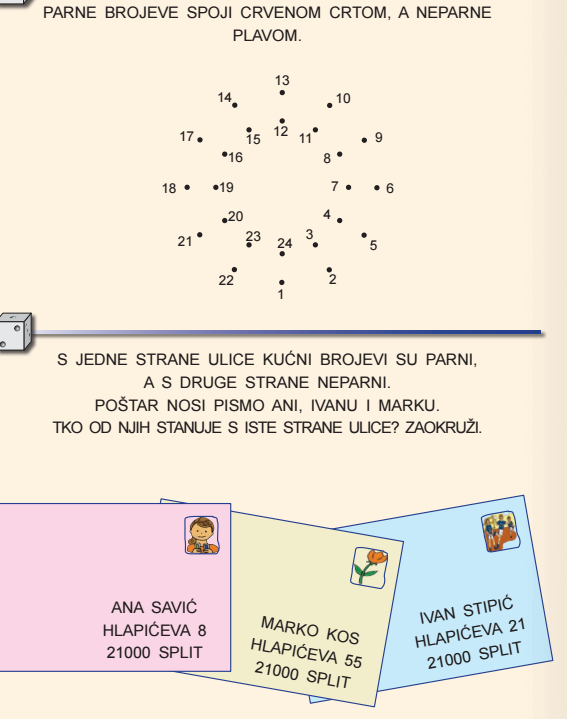 PARNE BROJEVE SPOJI CRVENOM CRTOM, A NEPARNE
PLAVOM.
13
14 10
17 15 12 11 9
16 8
18 19 7 6
20 4
21 23 24 3 5
22 2
1
S JEDNE STRANE ULICE KUĆNI BROJEVI SU PARNI,
A S DRUGE STRANE NEPARNI.
POŠTAR NOSI PISMO ANI, IVANU I MARKU.
TKO OD NJIH STANUJE S ISTE STRANE ULICE? ZAOKRUŽI.
ANA SAVIĆ
HLAPIĆEVA 8
21000 SPLIT
MARKO KOS
HLAPIĆEVA 55
21000 SPLIT
IVAN STIPIĆ
HLAPIĆEVA 21
21000 SPLIT